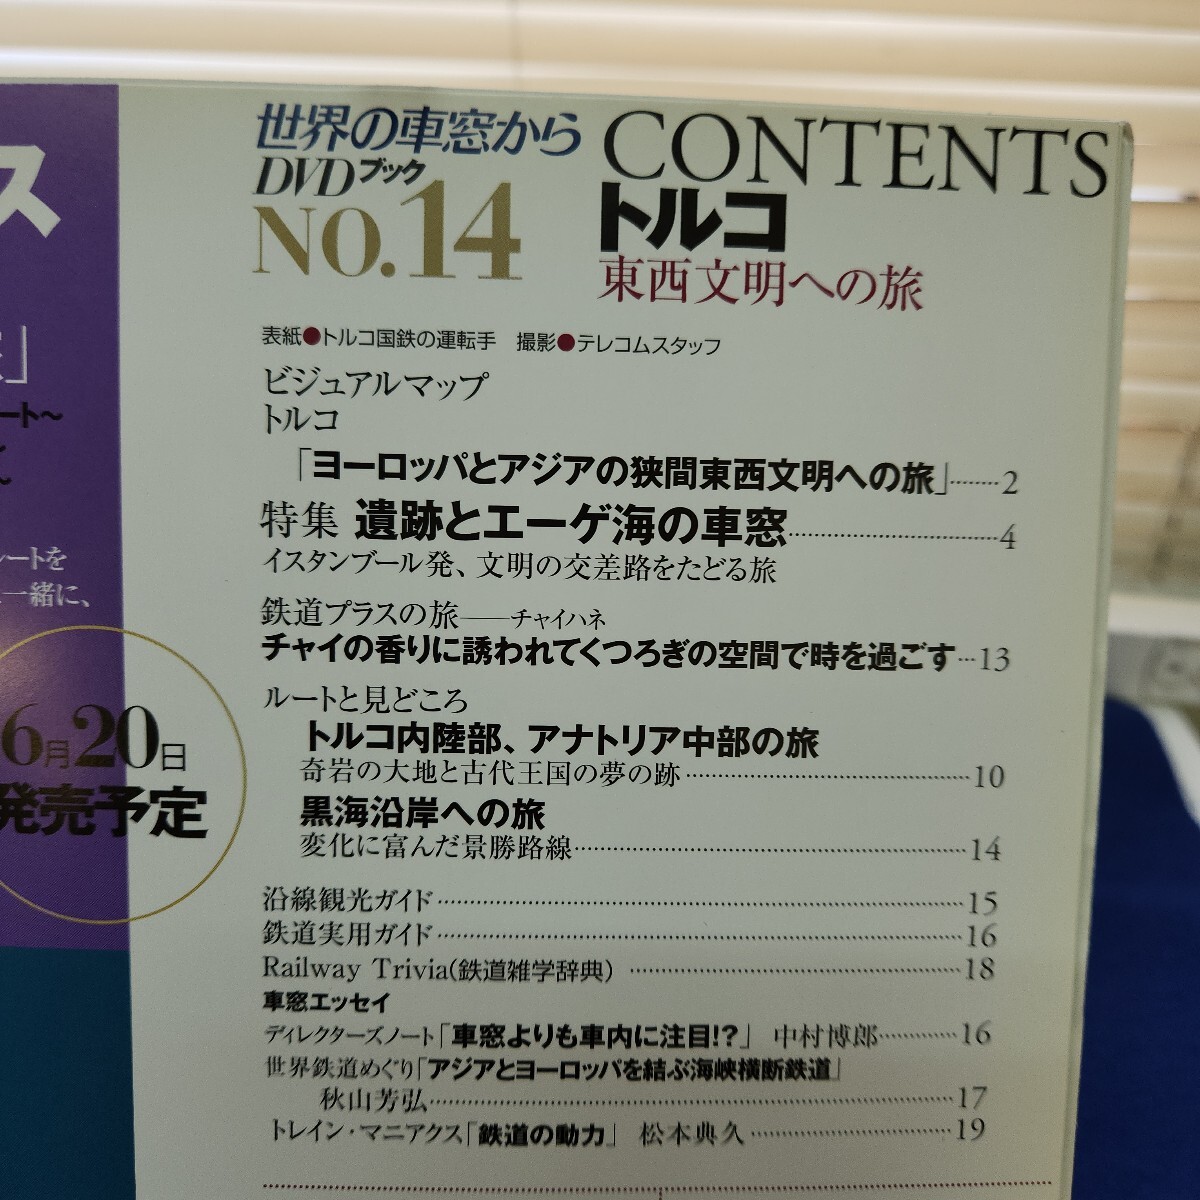 ス
」
ート〜
〜
ートを
一緒に、
6月20日
発売予定
世界の車窓から
DVDブック
NO.14
CONTENTS
トルコ
東西文明への旅
表紙●トルコ国鉄の運転手　撮影●テレコムスタッフ
ビジュアルマップ
トルコ
「ヨーロッパとアジアの狭間東西文明への旅」………2
特集 遺跡とエーゲ海の車窓………4
イスタンブール発、文明の交差路をたどる旅
鉄道プラスの旅――チャイハネ
チャイの香りに誘われてくつろぎの空間で時を過ごす…13
ルートと見どころ
トルコ内陸部、アナトリア中部の旅
奇岩の大地と古代王国の夢の跡………10
黒海沿岸への旅
変化に富んだ景勝路線………14
沿線観光ガイド………15
鉄道実用ガイド………16
Railway Trivia(鉄道雑学辞典)………18
車窓エッセイ
ディレクターズノート「車窓よりも車内に注目!?」 中村博郎………16
世界鉄道めぐり「アジアとヨーロッパを結ぶ海峡横断鉄道」
秋山芳弘………17
トレイン・マニアクス「鉄道の動力」 松本典久………19